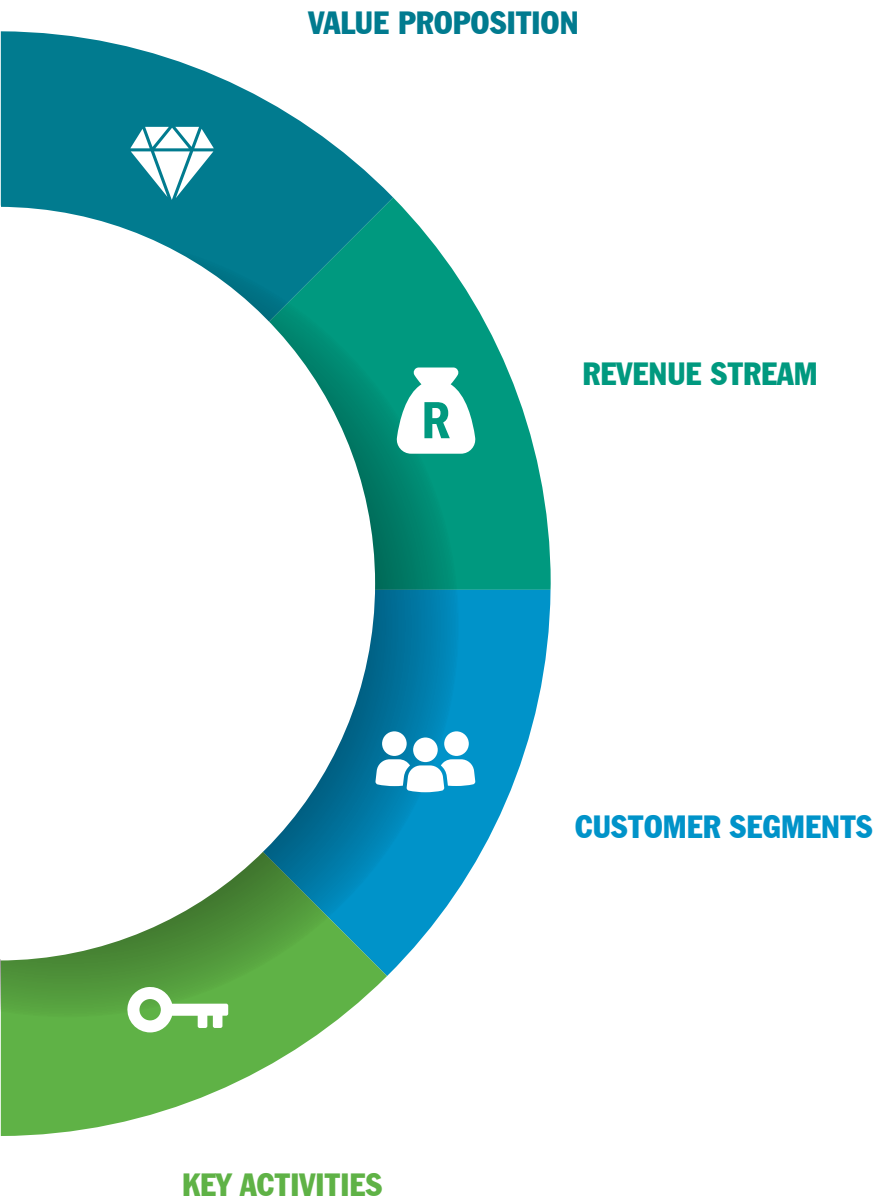 VALUE PROPOSITION
R
REVENUE STREAM
CUSTOMER SEGMENTS
KEY ACTIVITIES